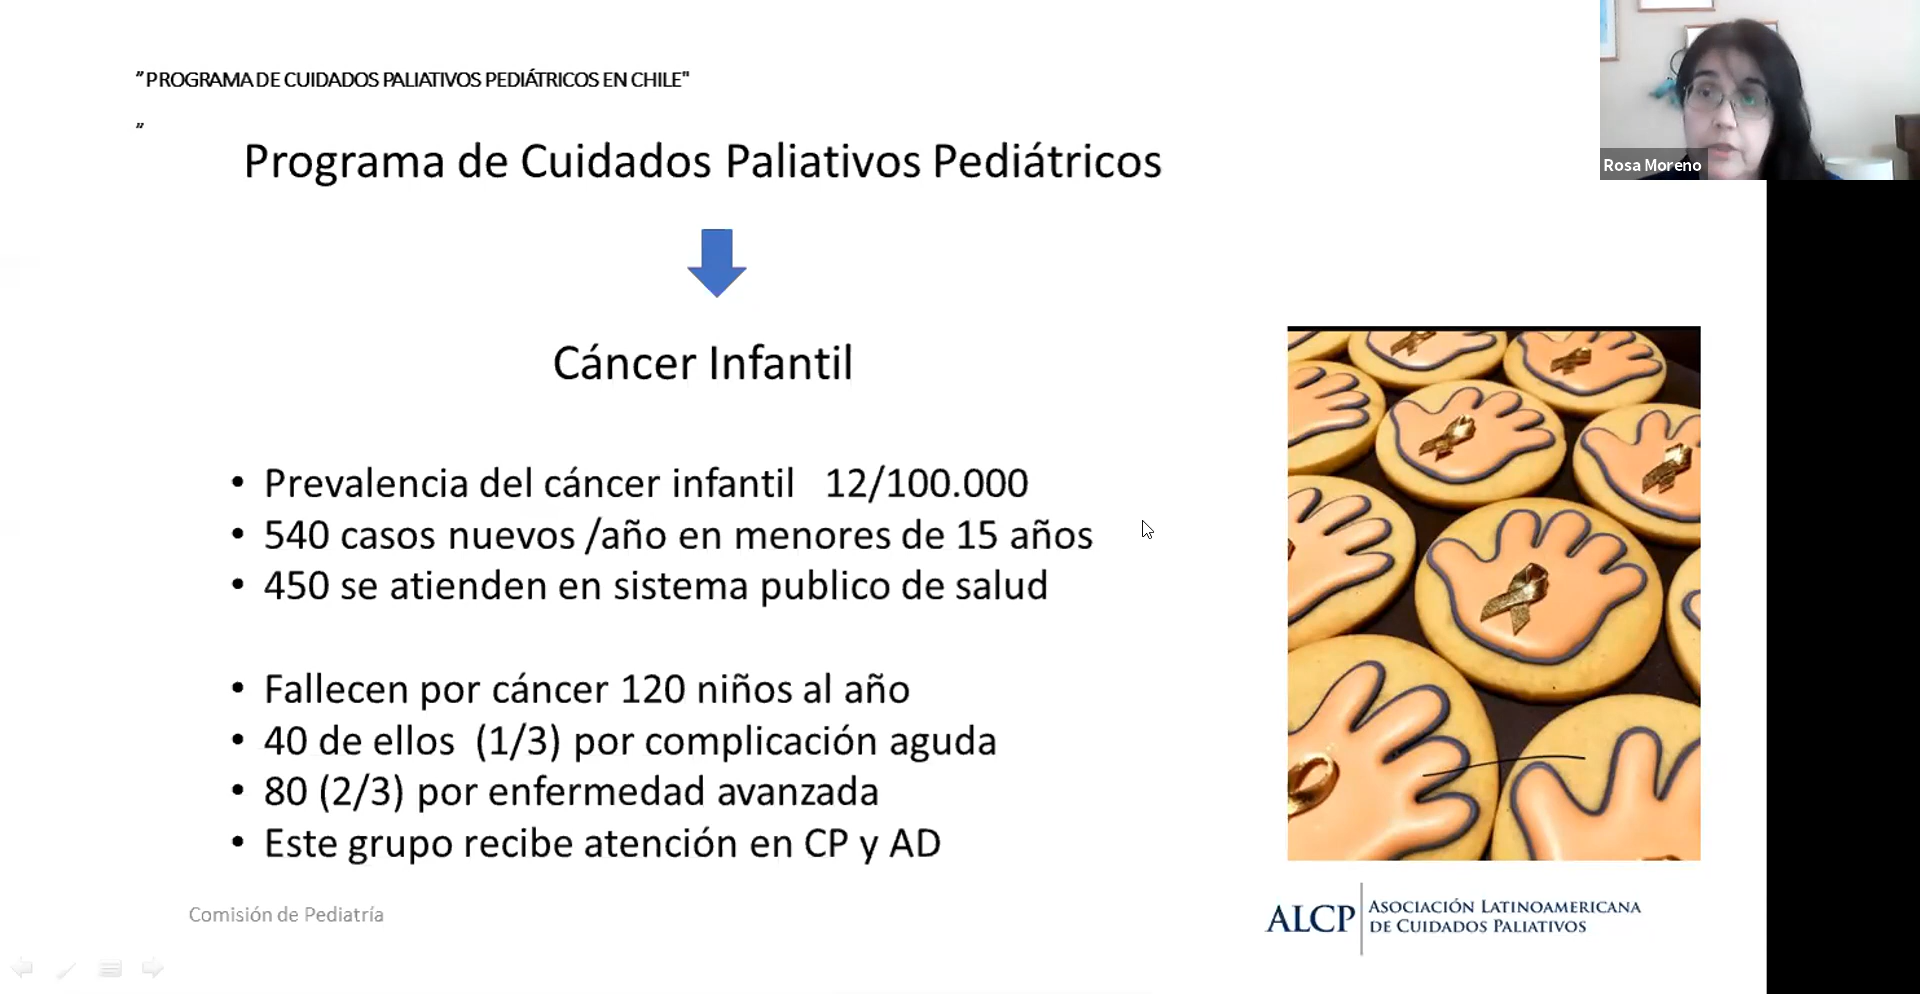 ”PROGRAMA DE CUIDADOS PALIATIVOS PEDIÁTRICOS EN CHILE"
”
Programa de Cuidados Paliativos Pediátricos
Cáncer Infantil
• Prevalencia del cáncer infantil 12/100.000
• 540 casos nuevos /año en menores de 15 años
• 450 se atienden en sistema publico de salud
• Fallecen por cáncer 120 niños al año
• 40 de ellos (1/3) por complicación aguda
• 80 (2/3) por enfermedad avanzada
• Este grupo recibe atención en CP y AD
Comisión de Pediatría
ALCP
ASOCIACIÓN LATINOAMERICANA
DE CUIDADOS PALIATIVOS
Rosa Moreno